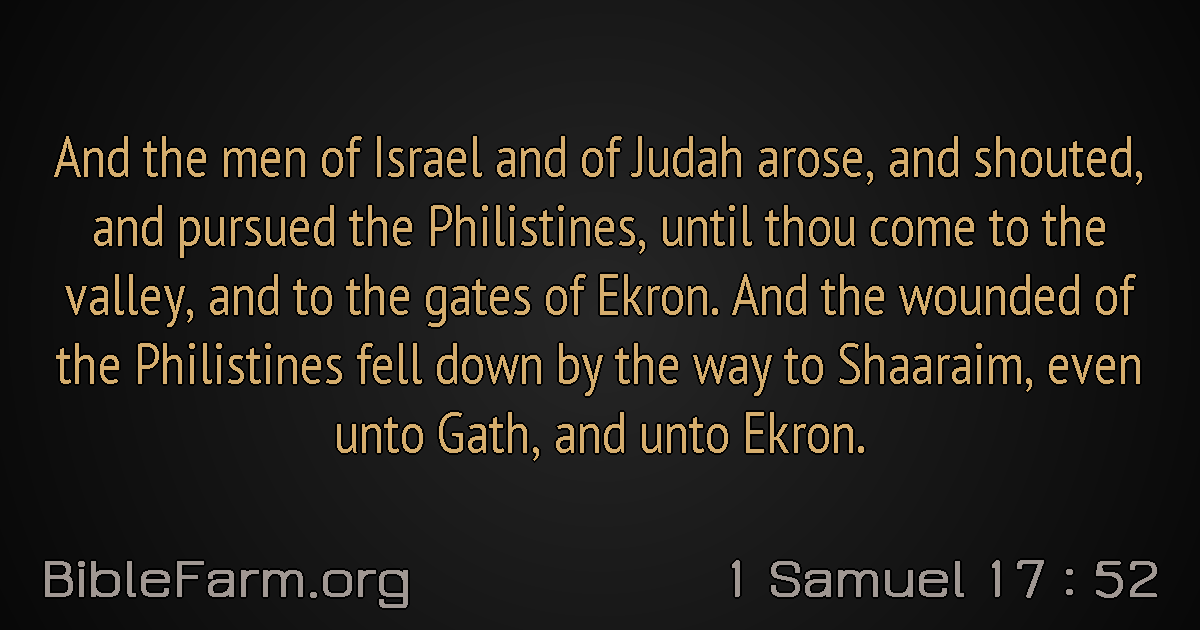 And the men of Israel and of Judah arose, and shouted,
and pursued the Philistines, until thou come to the
valley, and to the gates of Ekron. And the wounded of
the Philistines fell down by the way to Shaaraim, even
unto Gath, and unto Ekron.
BibleFarm.org
1 Samuel 17 : 52